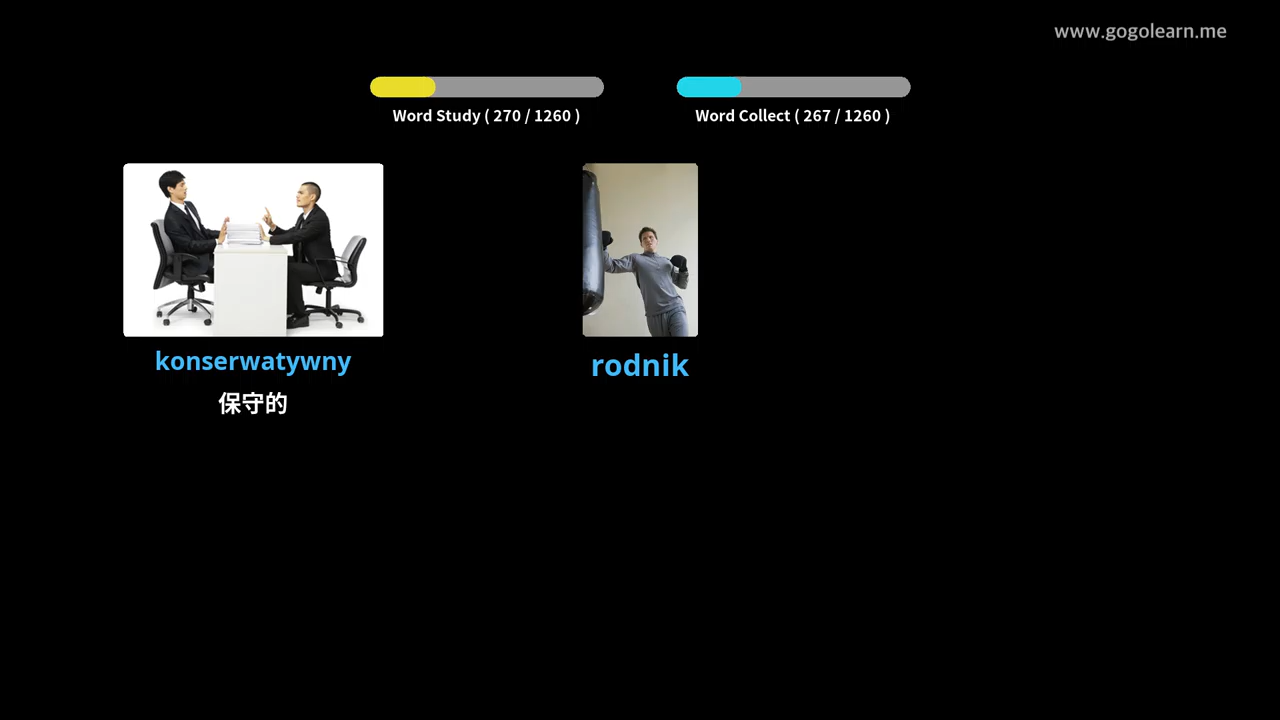 www.gogolearn.me
Word Study ( 270 / 1260 )
Word Collect ( 267 / 1260 )
konserwatywny
rodnik
保守的